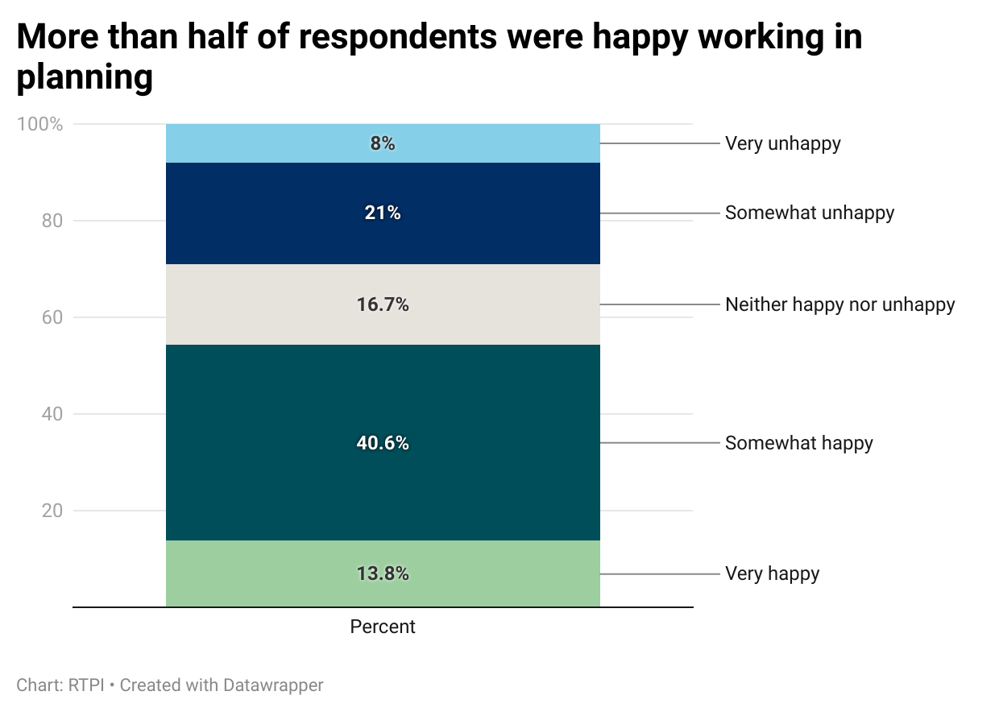 More than half of respondents were happy working in
planning
100%
8%
Very unhappy
21%
Somewhat unhappy
80
16.7%
Neither happy nor unhappy
60
40
40.6%
Somewhat happy
20
13.8%
Very happy
Percent
Chart: RTPI • Created with Datawrapper